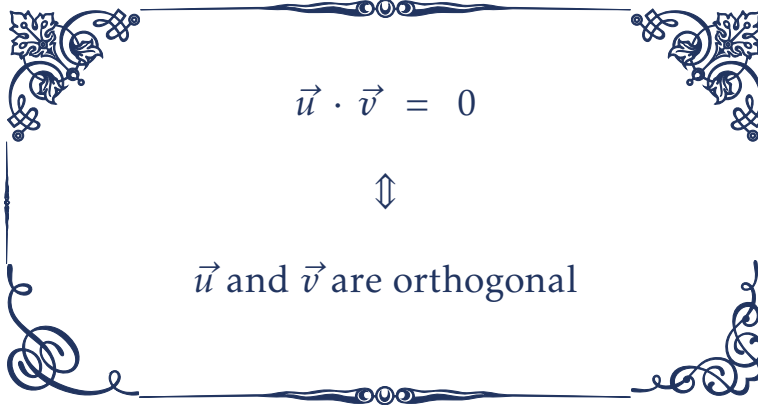 u⃗ · v⃗ = 0
⇕
u⃗ and v⃗ are orthogonal